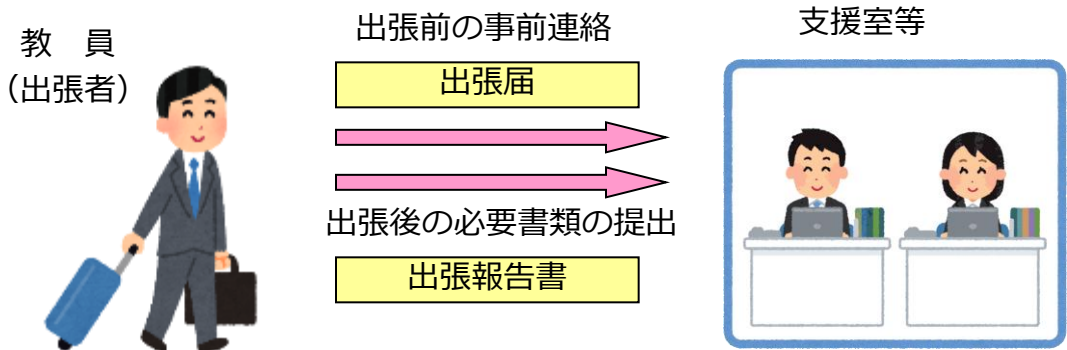 教　員
（出張者）
出張前の事前連絡
出張届
出張後の必要書類の提出
出張報告書
支援室等